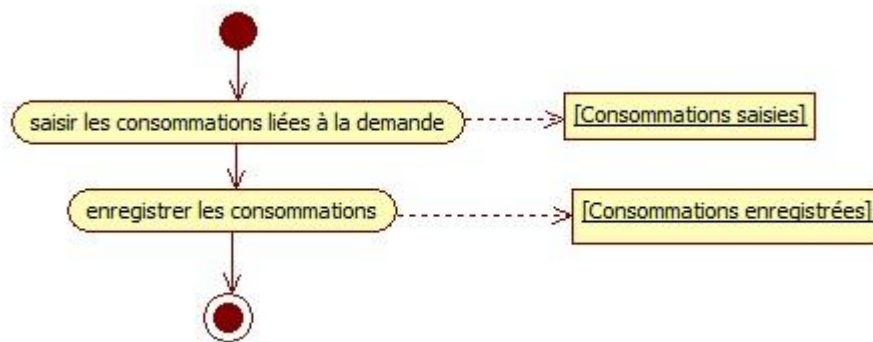 saisir les consommations liées à la demande
[Consommations saisies]
enregistrer les consommations
[Consommations enregistrées]